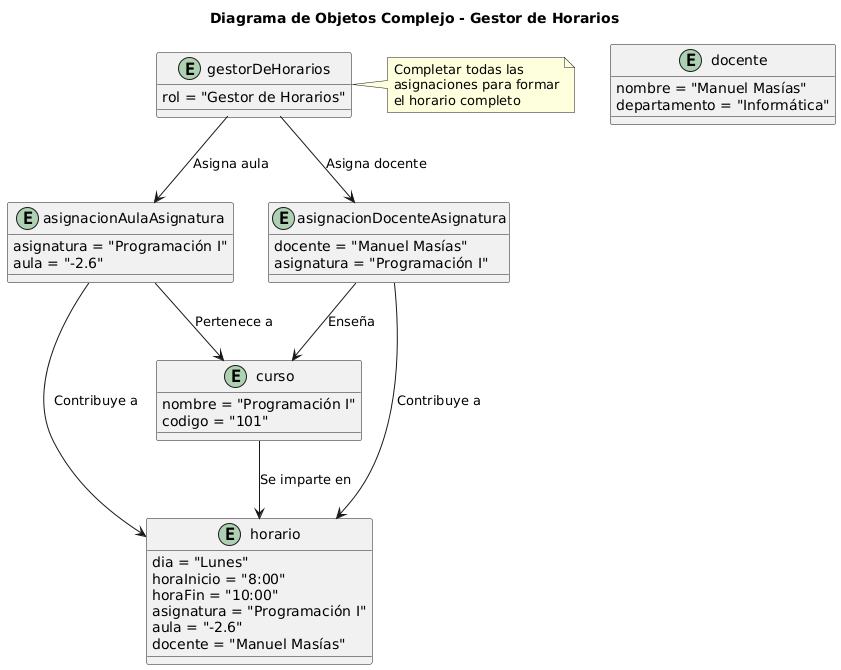 Diagrama de Objetos Complejo - Gestor de Horarios
E gestorDeHorarios
rol = "Gestor de Horarios"
Completar todas las
asignaciones para formar
el horario completo
E docente
nombre = "Manuel Masías"
departamento = "Informática"
Asigna aula
Asigna docente
E asignacionAulaAsignatura
asignatura = "Programación I"
aula = "-2.6"
E asignacionDocenteAsignatura
docente = "Manuel Masías"
asignatura = "Programación I"
Pertenece a
Enseña
E curso
nombre = "Programación I"
codigo = "101"
Contribuye a
Contribuye a
Se imparte en
E horario
dia = "Lunes"
horaInicio = "8:00"
horaFin = "10:00"
asignatura = "Programación I"
aula = "-2.6"
docente = "Manuel Masías"